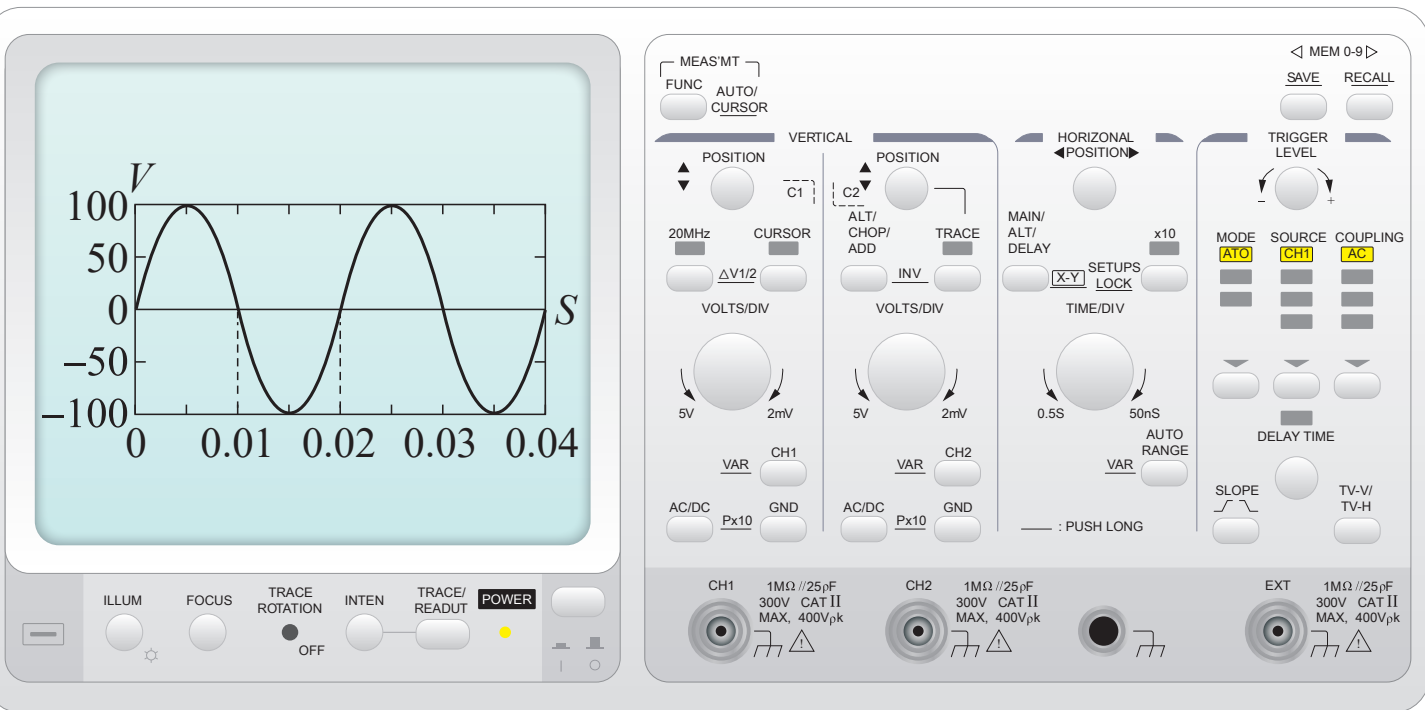 V
100
50
0
−50
−100
S
0 0.01 0.02 0.03 0.04
ILLUM
FOCUS
TRACE
ROTATION
OFF
INTEN
TRACE/
READUT
POWER
I O
MEAS'MT
FUNC
AUTO/
CURSOR
MEM 0-9
SAVE RECALL
VERTICAL
POSITION
C1
20MHz
CURSOR
△V1/2
VOLTS/DIV
5V 2mV
VAR
CH1
AC/DC
Px10
GND
POSITION
C2
ALT/
CHOP/
ADD
TRACE
INV
VOLTS/DIV
5V 2mV
VAR
CH2
AC/DC
Px10
GND
HORIZONAL
◀POSITION▶
MAIN/
ALT/
DELAY
x10
X-Y
SETUPS
LOCK
TIME/DIV
0.5S 50nS
AUTO
RANGE
VAR
: PUSH LONG
TRIGGER
LEVEL
- +
MODE SOURCE COUPLING
ATO CH1 AC
DELAY TIME
SLOPE
TV-V/
TV-H
CH1
1MΩ//25ρF
300V CAT II
MAX, 400Vρk
!
CH2
1MΩ//25ρF
300V CAT II
MAX, 400Vρk
!
EXT
1MΩ//25ρF
300V CAT II
MAX, 400Vρk
!